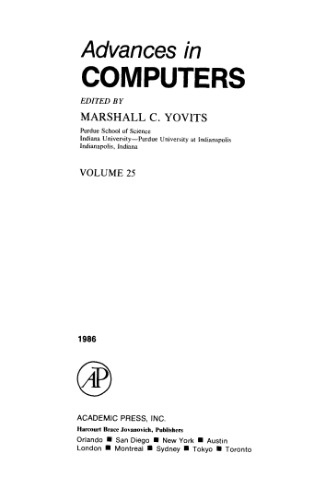 Advances in
COMPUTERS
EDITED BY
MARSHALL C. YOVITS
Purdue School of Science
Indiana University—Purdue University at Indianapolis
Indianapolis, Indiana
VOLUME 25
1986
AP
ACADEMIC PRESS, INC.
Harcourt Brace Jovanovich, Publishers
Orlando ■ San Diego ■ New York ■ Austin
London ■ Montreal ■ Sydney ■ Tokyo ■ Toronto